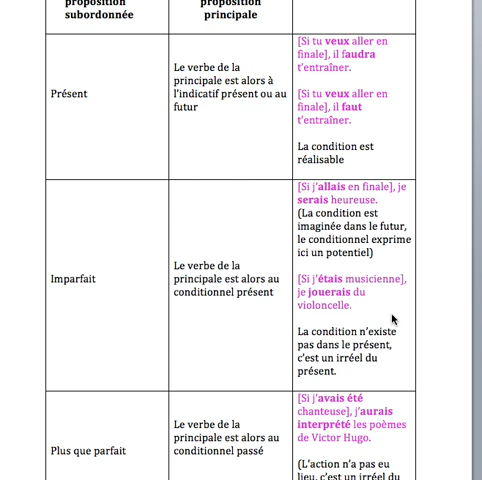 proposition
subordonnée
proposition
principale
Présent
Le verbe de la
principale est alors à
l'indicatif présent ou au
futur
[Si tu veux aller en
finale], il faudra
t'entraîner.
[Si tu veux aller en
finale], il faut
t'entraîner.
La condition est
réalisable
Imparfait
Le verbe de la
principale est alors au
conditionnel présent
[Si j'allais en finale], je
serais heureuse.
(La condition est
imaginée dans le futur,
le conditionnel exprime
ici un potentiel)
[Si j'étais musicienne],
je jouerais du
violoncelle.
La condition n'existe
pas dans le présent,
c'est un irréel du
présent.
Plus que parfait
Le verbe de la
principale est alors au
conditionnel passé
[Si j'avais été
chanteuse], j'aurais
interprété les poèmes
de Victor Hugo.
(L'action n'a pas eu
lieu, c'est un irréel du